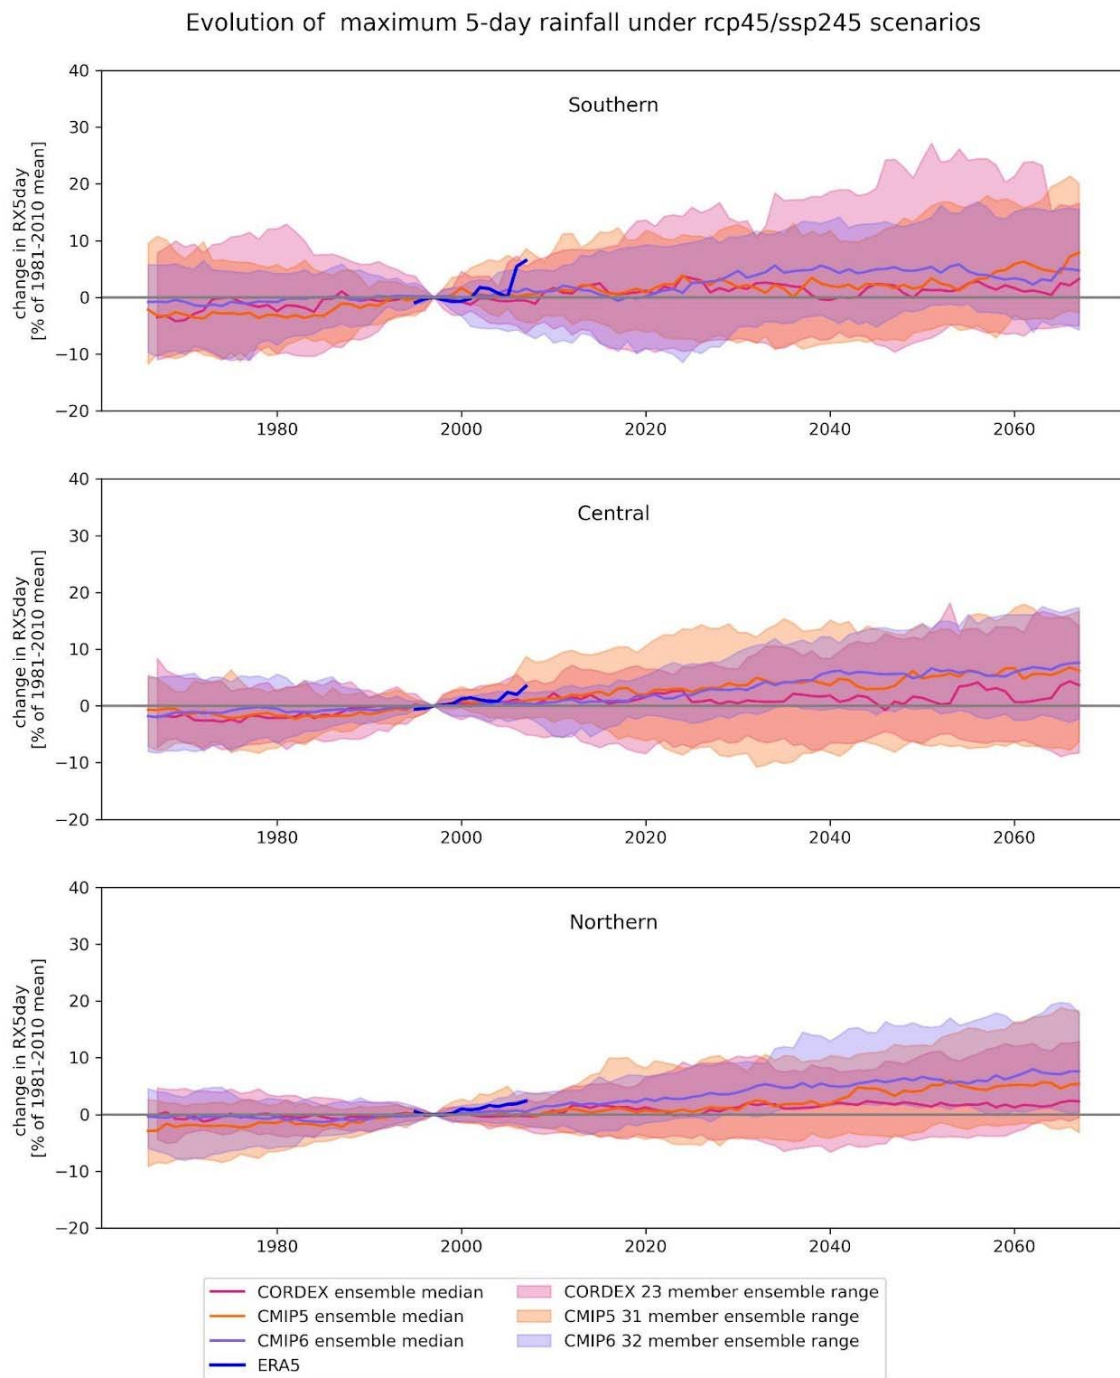 Evolution of  maximum 5-day rainfall under rcp45/ssp245 scenarios
change in RX5day
[% of 1981-2010 mean]
40
30
20
10
0
−10
−20
Southern
1980
2000
2020
2040
2060
change in RX5day
[% of 1981-2010 mean]
40
30
20
10
0
−10
−20
Central
1980
2000
2020
2040
2060
change in RX5day
[% of 1981-2010 mean]
40
30
20
10
0
−10
−20
Northern
1980
2000
2020
2040
2060
CORDEX ensemble median
CMIP5 ensemble median
CMIP6 ensemble median
ERA5
CORDEX 23 member ensemble range
CMIP5 31 member ensemble range
CMIP6 32 member ensemble range